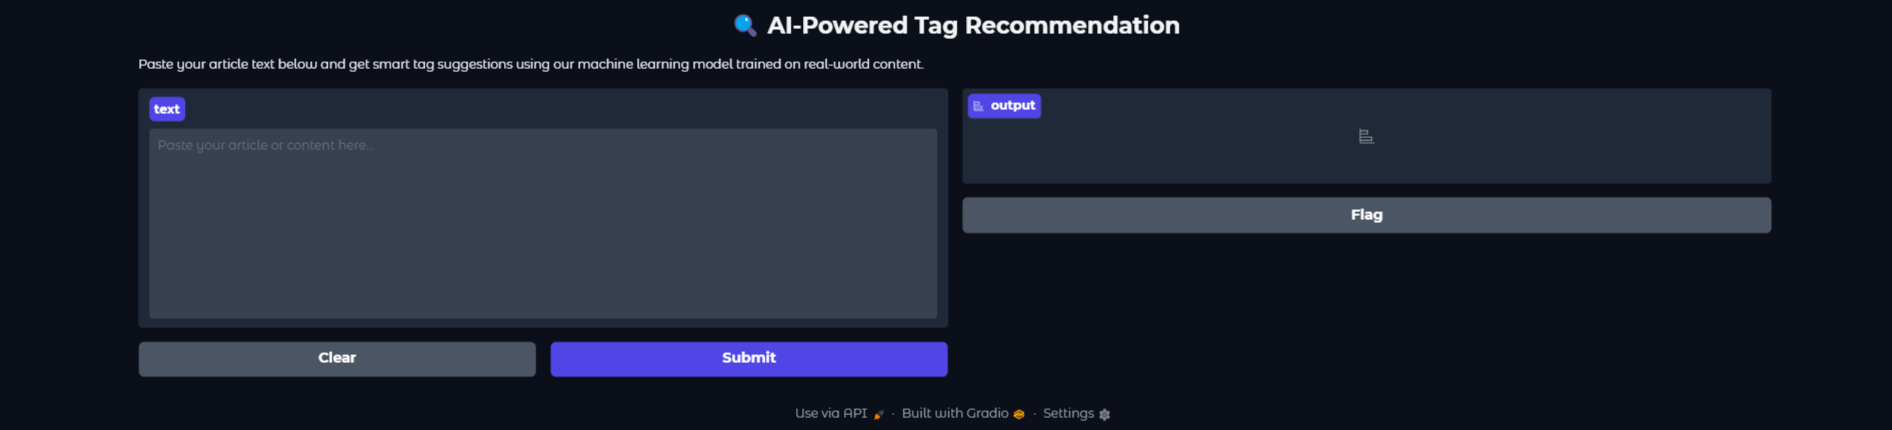 AI-Powered Tag Recommendation
Paste your article text below and get smart tag suggestions using our machine learning model trained on real-world content.
text
Paste your article or content here...
Clear
Submit
output
Flag
Use via API · Built with Gradio · Settings